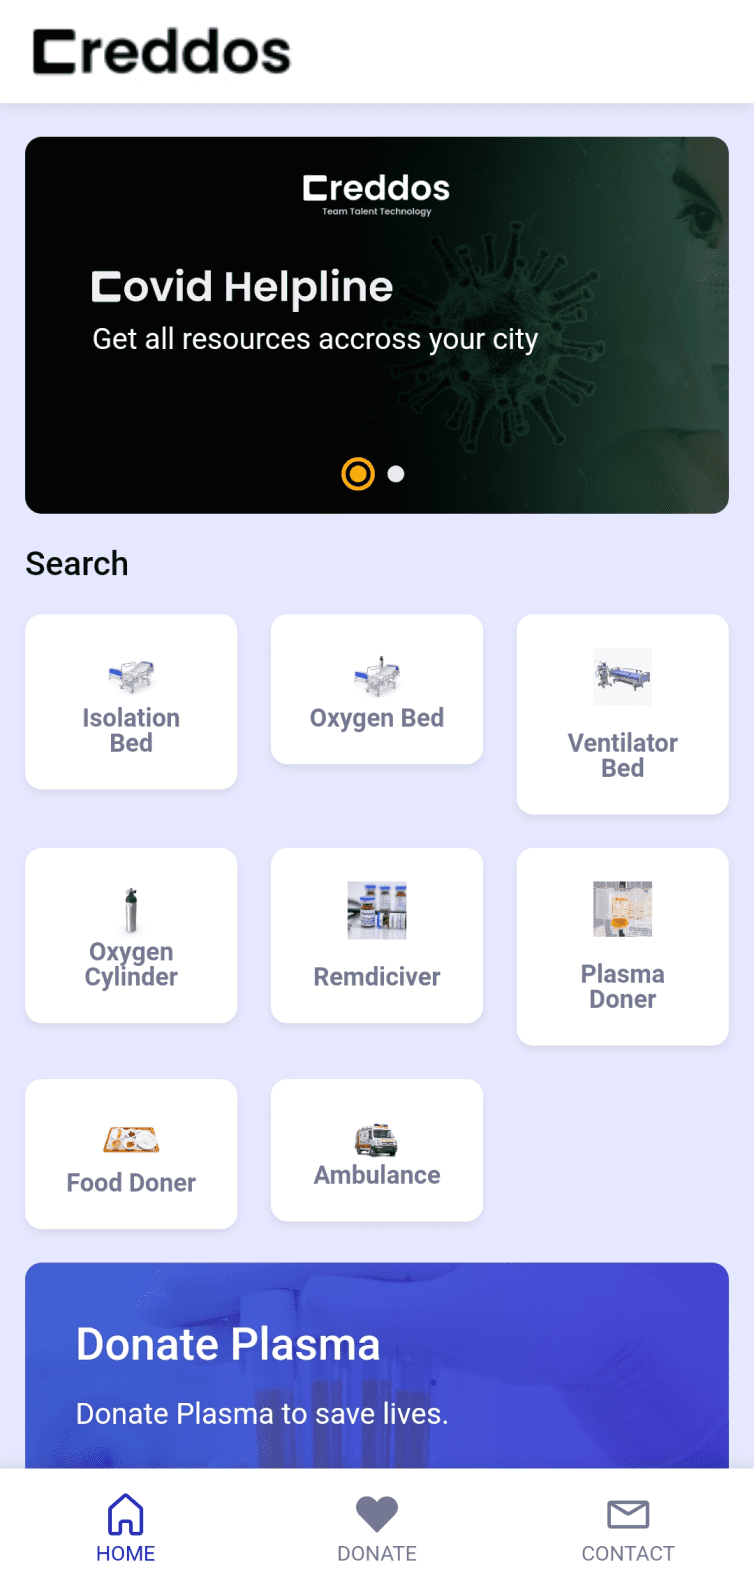 Creddos
Creddos
Team Talent Technology
Covid Helpline
Get all resources accross your city
Search
Isolation
Bed
Oxygen Bed
Ventilator
Bed
Oxygen
Cylinder
Remdiciver
Plasma
Doner
Food Doner
Ambulance
Donate Plasma
Donate Plasma to save lives.
HOME
DONATE
CONTACT